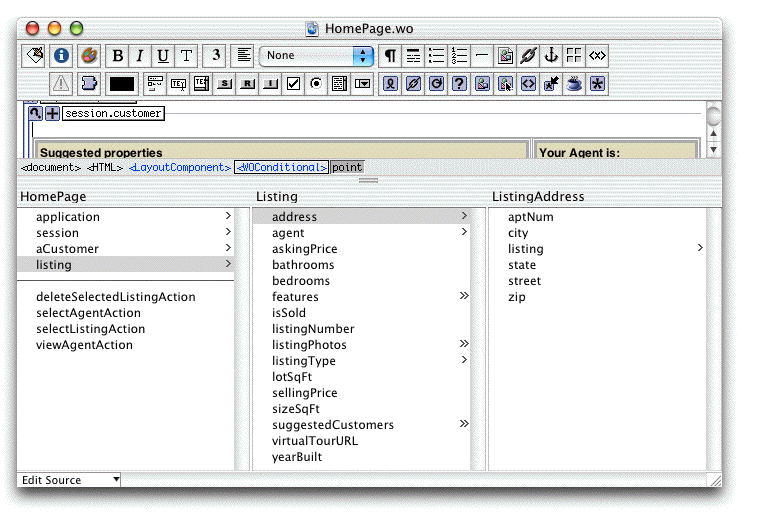 HomePage.wo
B I U T 3 None ¶
TEXT TEXT S R I ?
session.customer
Suggested properties Your Agent is:
<document> <HTML> <LayoutComponent> <WOConditional> point
HomePage Listing ListingAddress
application > address > aptNum
session > agent > city
aCustomer > askingPrice listing >
listing > bathrooms state
bedrooms street
deleteSelectedListingAction features » zip
selectAgentAction isSold
selectListingAction listingNumber
viewAgentAction listingPhotos »
listingType >
lotSqFt
sellingPrice
sizeSqFt
suggestedCustomers »
virtualTourURL
yearBuilt
Edit Source